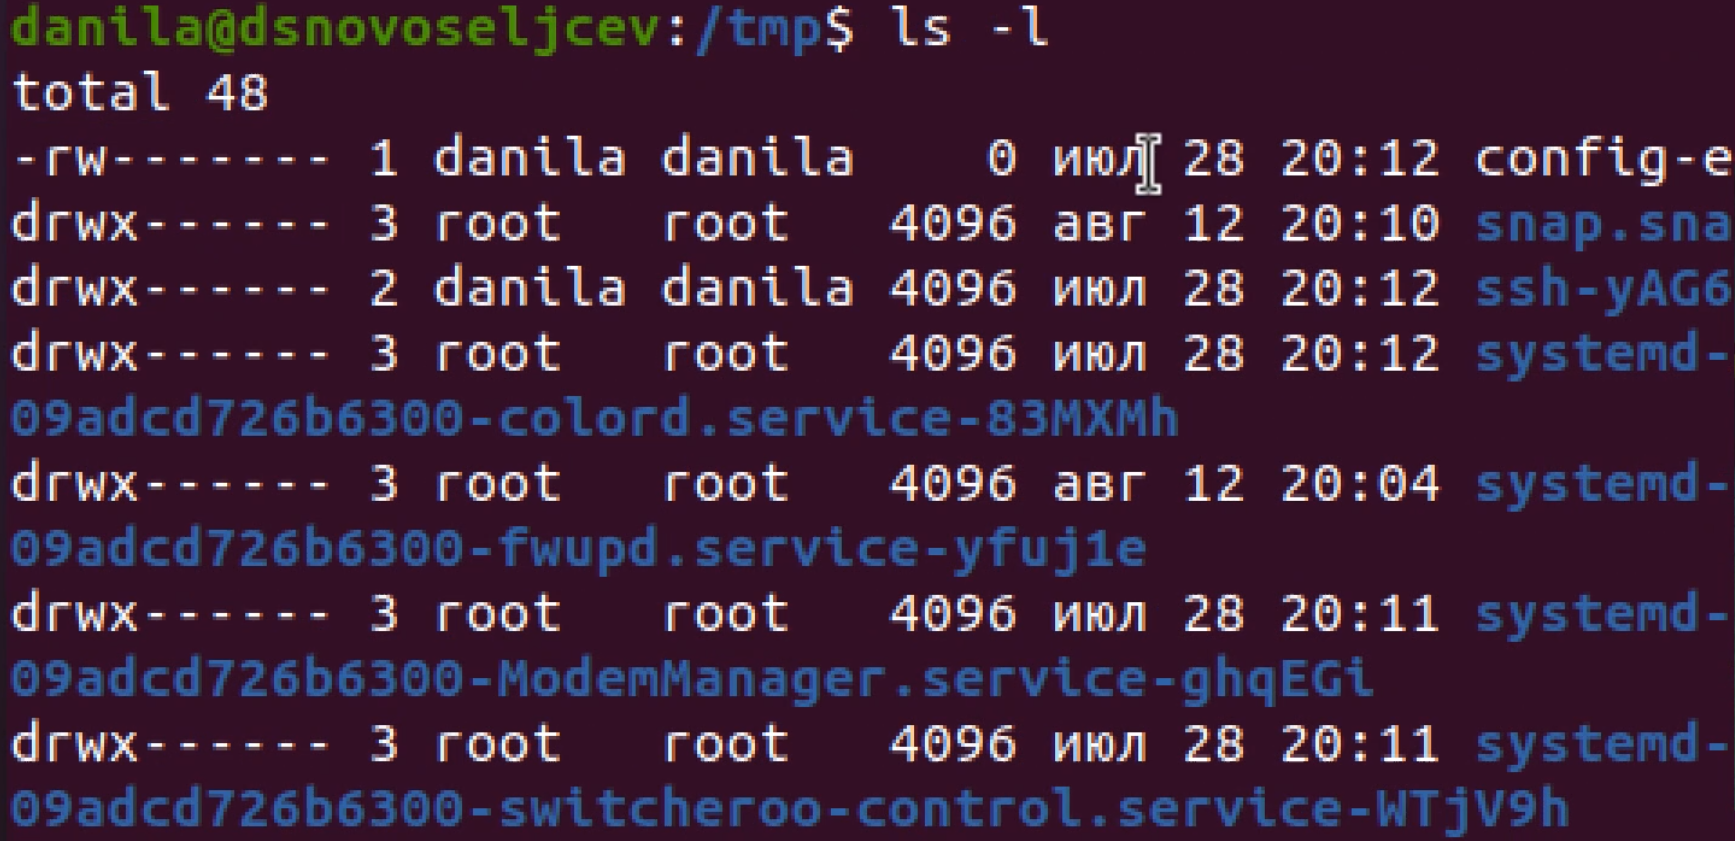 danila@dsnovoseljcev:/tmp$ ls -l
total 48
-rw------- 1 danila danila    0 июл 28 20:12 config-e
drwx------ 3 root   root   4096 авг 12 20:10 snap.sna
drwx------ 2 danila danila 4096 июл 28 20:12 ssh-yAG6
drwx------ 3 root   root   4096 июл 28 20:12 systemd-
09adcd726b6300-colord.service-83MXMh
drwx------ 3 root   root   4096 авг 12 20:04 systemd-
09adcd726b6300-fwupd.service-yfuj1e
drwx------ 3 root   root   4096 июл 28 20:11 systemd-
09adcd726b6300-ModemManager.service-ghqEGi
drwx------ 3 root   root   4096 июл 28 20:11 systemd-
09adcd726b6300-switcheroo-control.service-WTjV9h